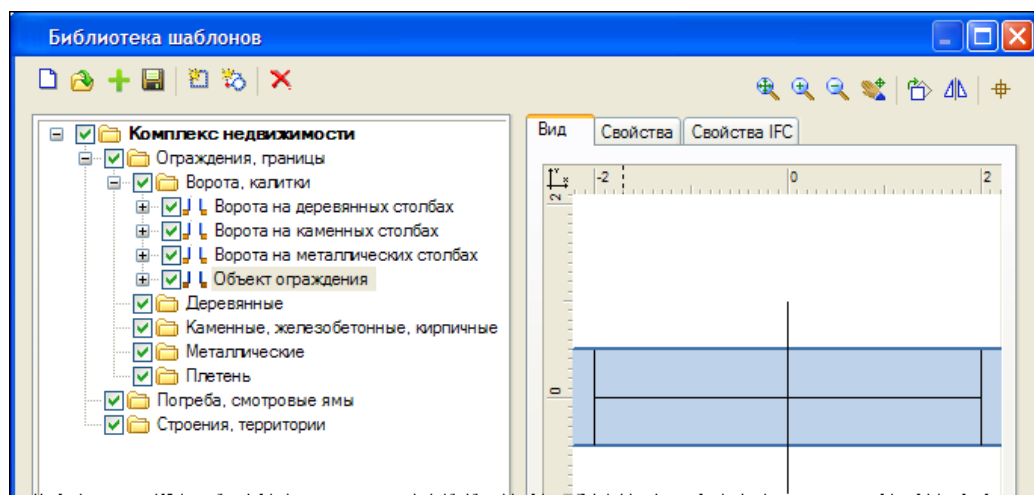 Библиотека шаблонов
Комплекс недвижимости
Ограждения, границы
Ворота, калитки
Ворота на деревянных столбах
Ворота на каменных столбах
Ворота на металлических столбах
Объект ограждения
Деревянные
Каменные, железобетонные, кирпичные
Металлические
Плетень
Погреба, смотровые ямы
Строения, территории
Вид
Свойства
Свойства IFC
Y x
-2 0 2
2
0